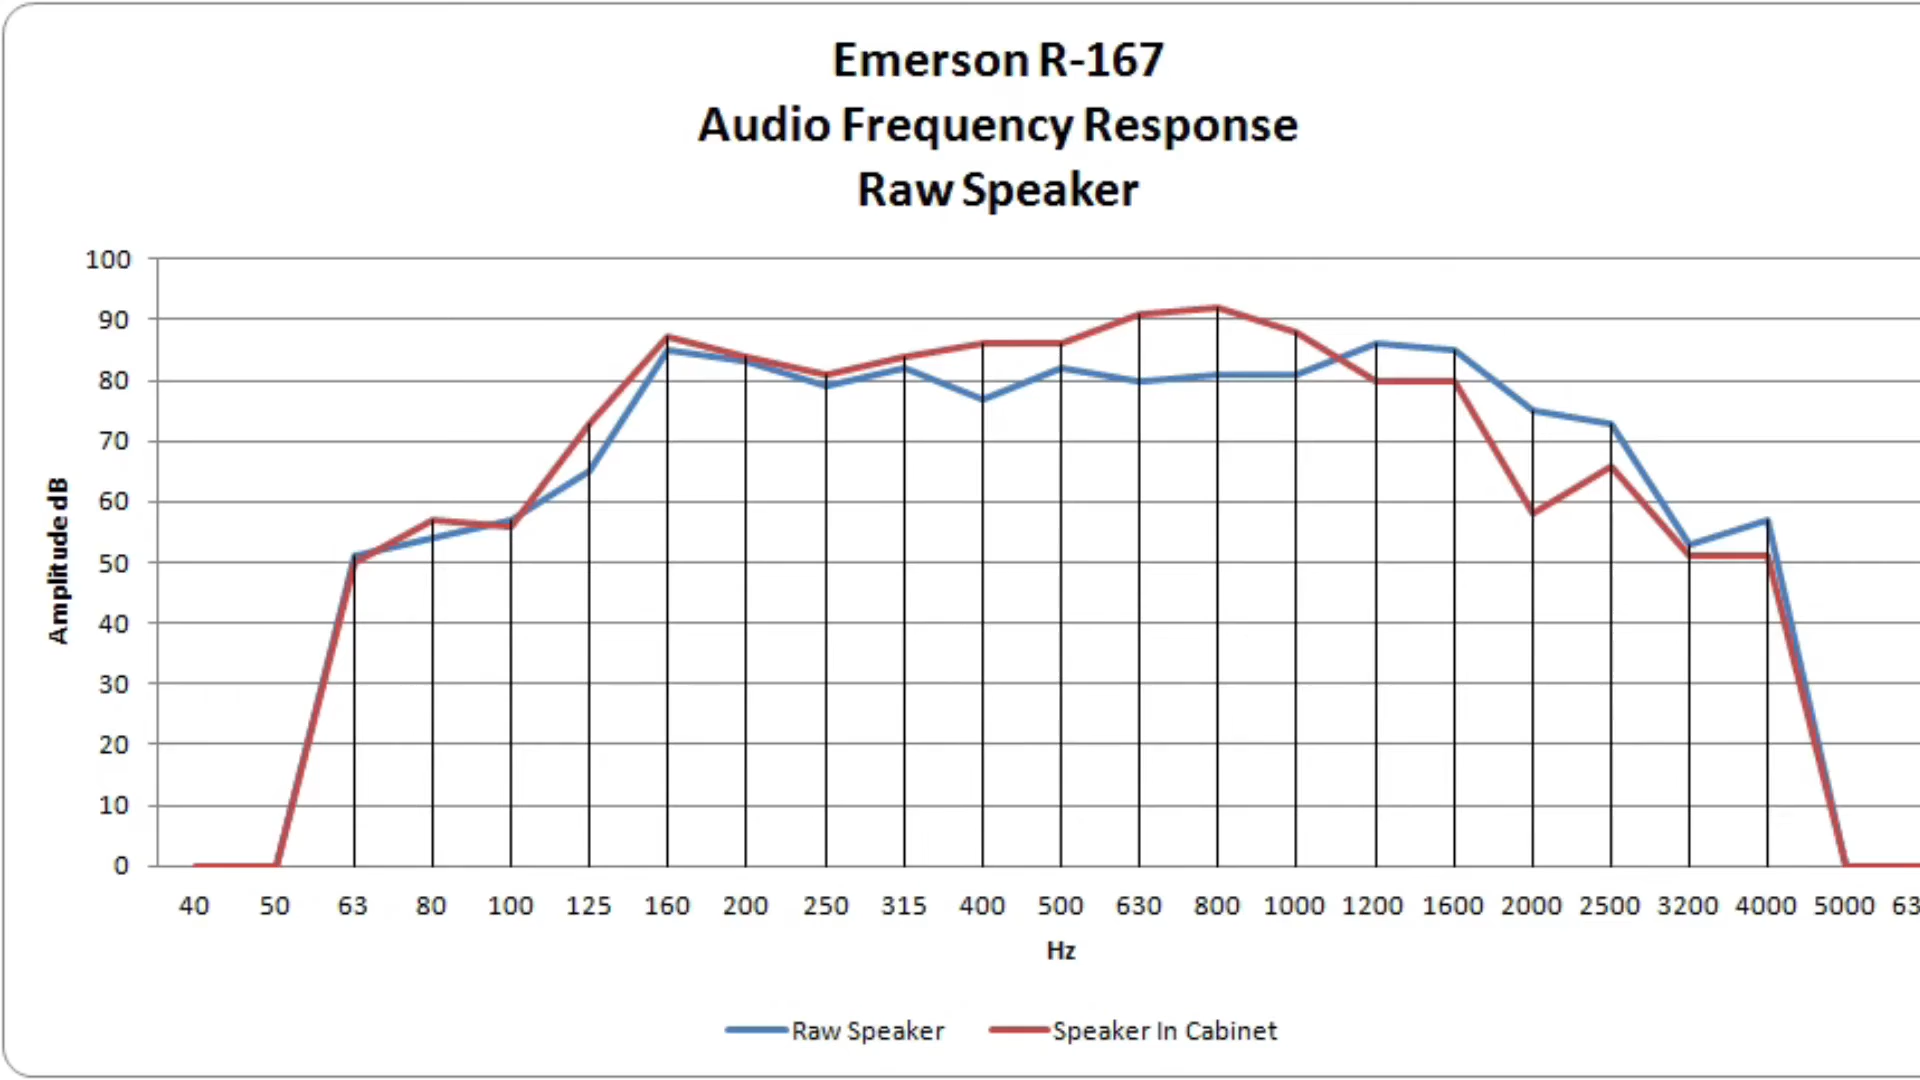 Emerson R-167
Audio Frequency Response
Raw Speaker
100
90
80
70
60
50
40
30
20
10
0
Amplitude dB
40 50 63 80 100 125 160 200 250 315 400 500 630 800 1000 1200 1600 2000 2500 3200 4000 5000 63
Hz
Raw Speaker Speaker In Cabinet